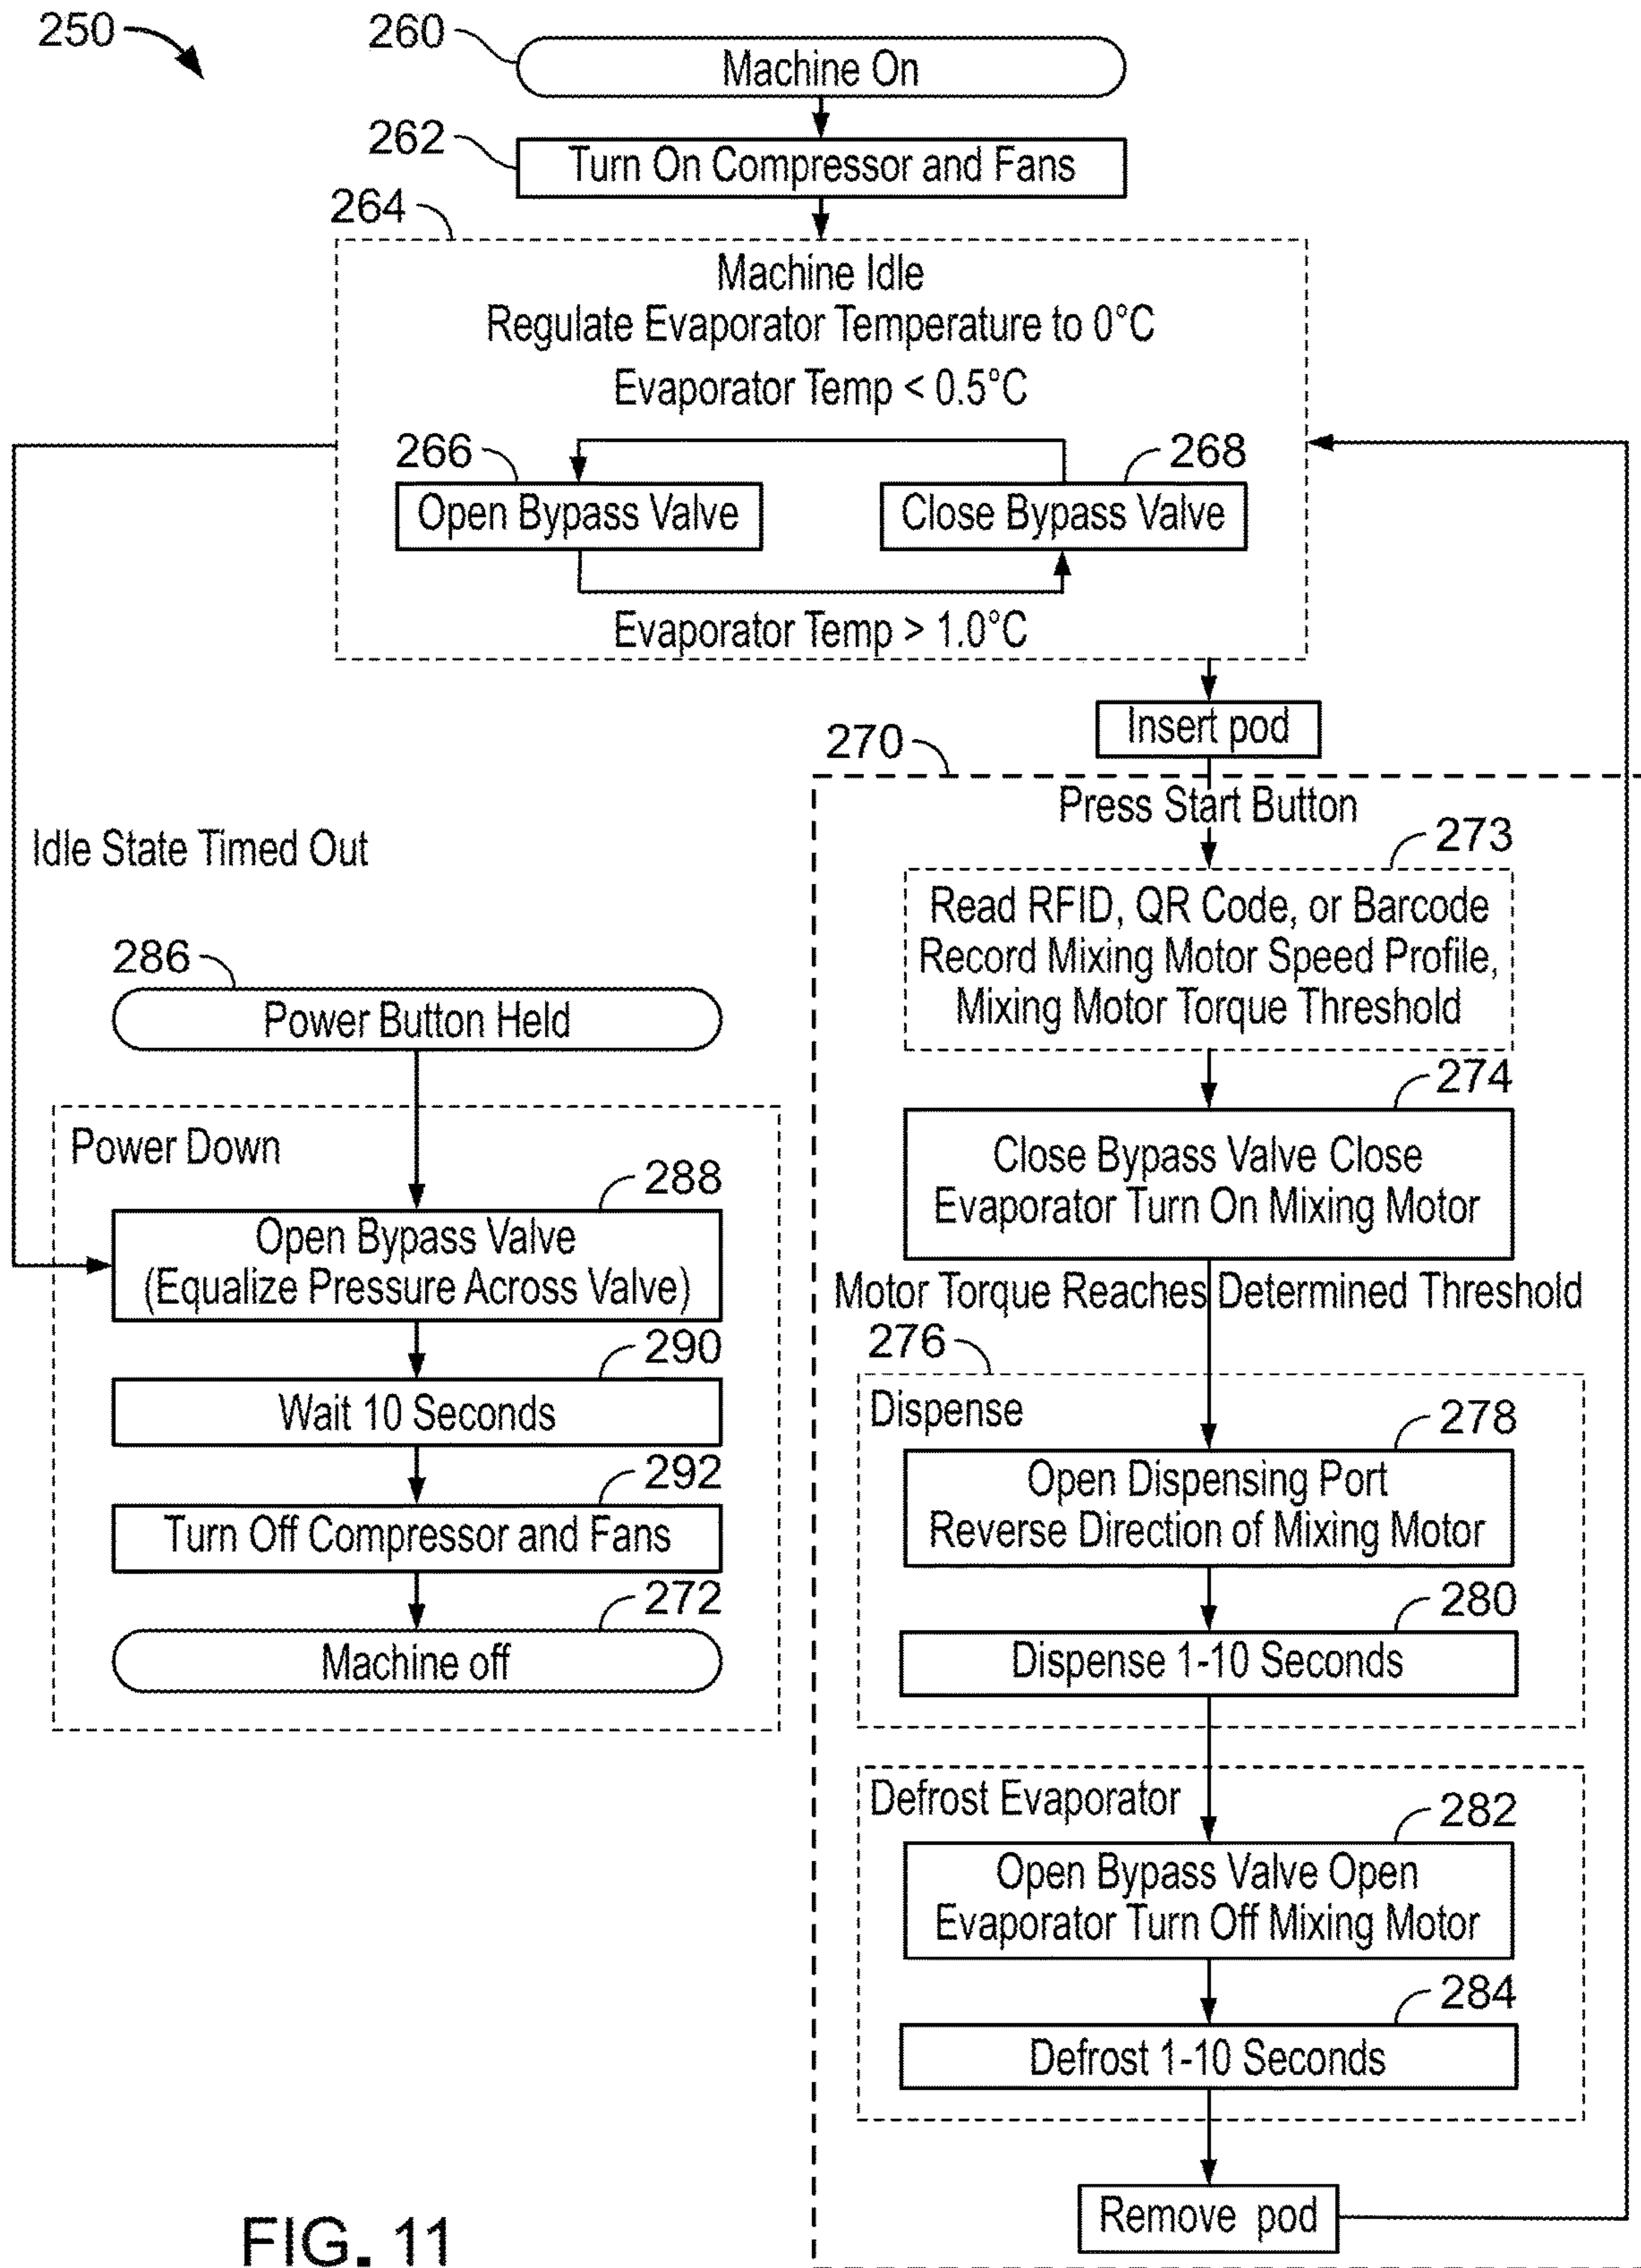 250
260
Machine On
262
Turn On Compressor and Fans
264
Machine Idle
Regulate Evaporator Temperature to 0°C
Evaporator Temp < 0.5°C
266
268
Open Bypass Valve
Close Bypass Valve
Evaporator Temp > 1.0°C
Insert pod
270
Press Start Button
273
Read RFID, QR Code, or Barcode
Record Mixing Motor Speed Profile,
Mixing Motor Torque Threshold
274
Close Bypass Valve Close
Evaporator Turn On Mixing Motor
Motor Torque Reaches Determined Threshold
276
Dispense
278
Open Dispensing Port
Reverse Direction of Mixing Motor
280
Dispense 1-10 Seconds
Defrost Evaporator
282
Open Bypass Valve Open
Evaporator Turn Off Mixing Motor
284
Defrost 1-10 Seconds
Remove pod
Idle State Timed Out
286
Power Button Held
Power Down
288
Open Bypass Valve
(Equalize Pressure Across Valve)
290
Wait 10 Seconds
292
Turn Off Compressor and Fans
272
Machine off
FIG. 11